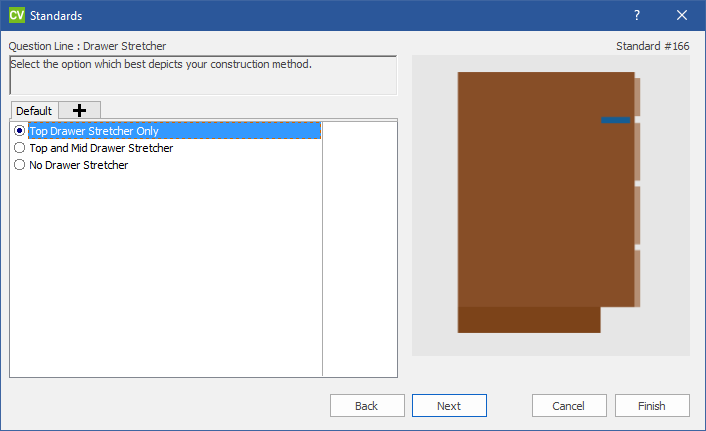 CV Standards ?
Question Line : Drawer Stretcher Standard #166
Select the option which best depicts your construction method.
Default
Top Drawer Stretcher Only
Top and Mid Drawer Stretcher
No Drawer Stretcher
Back Next Cancel Finish